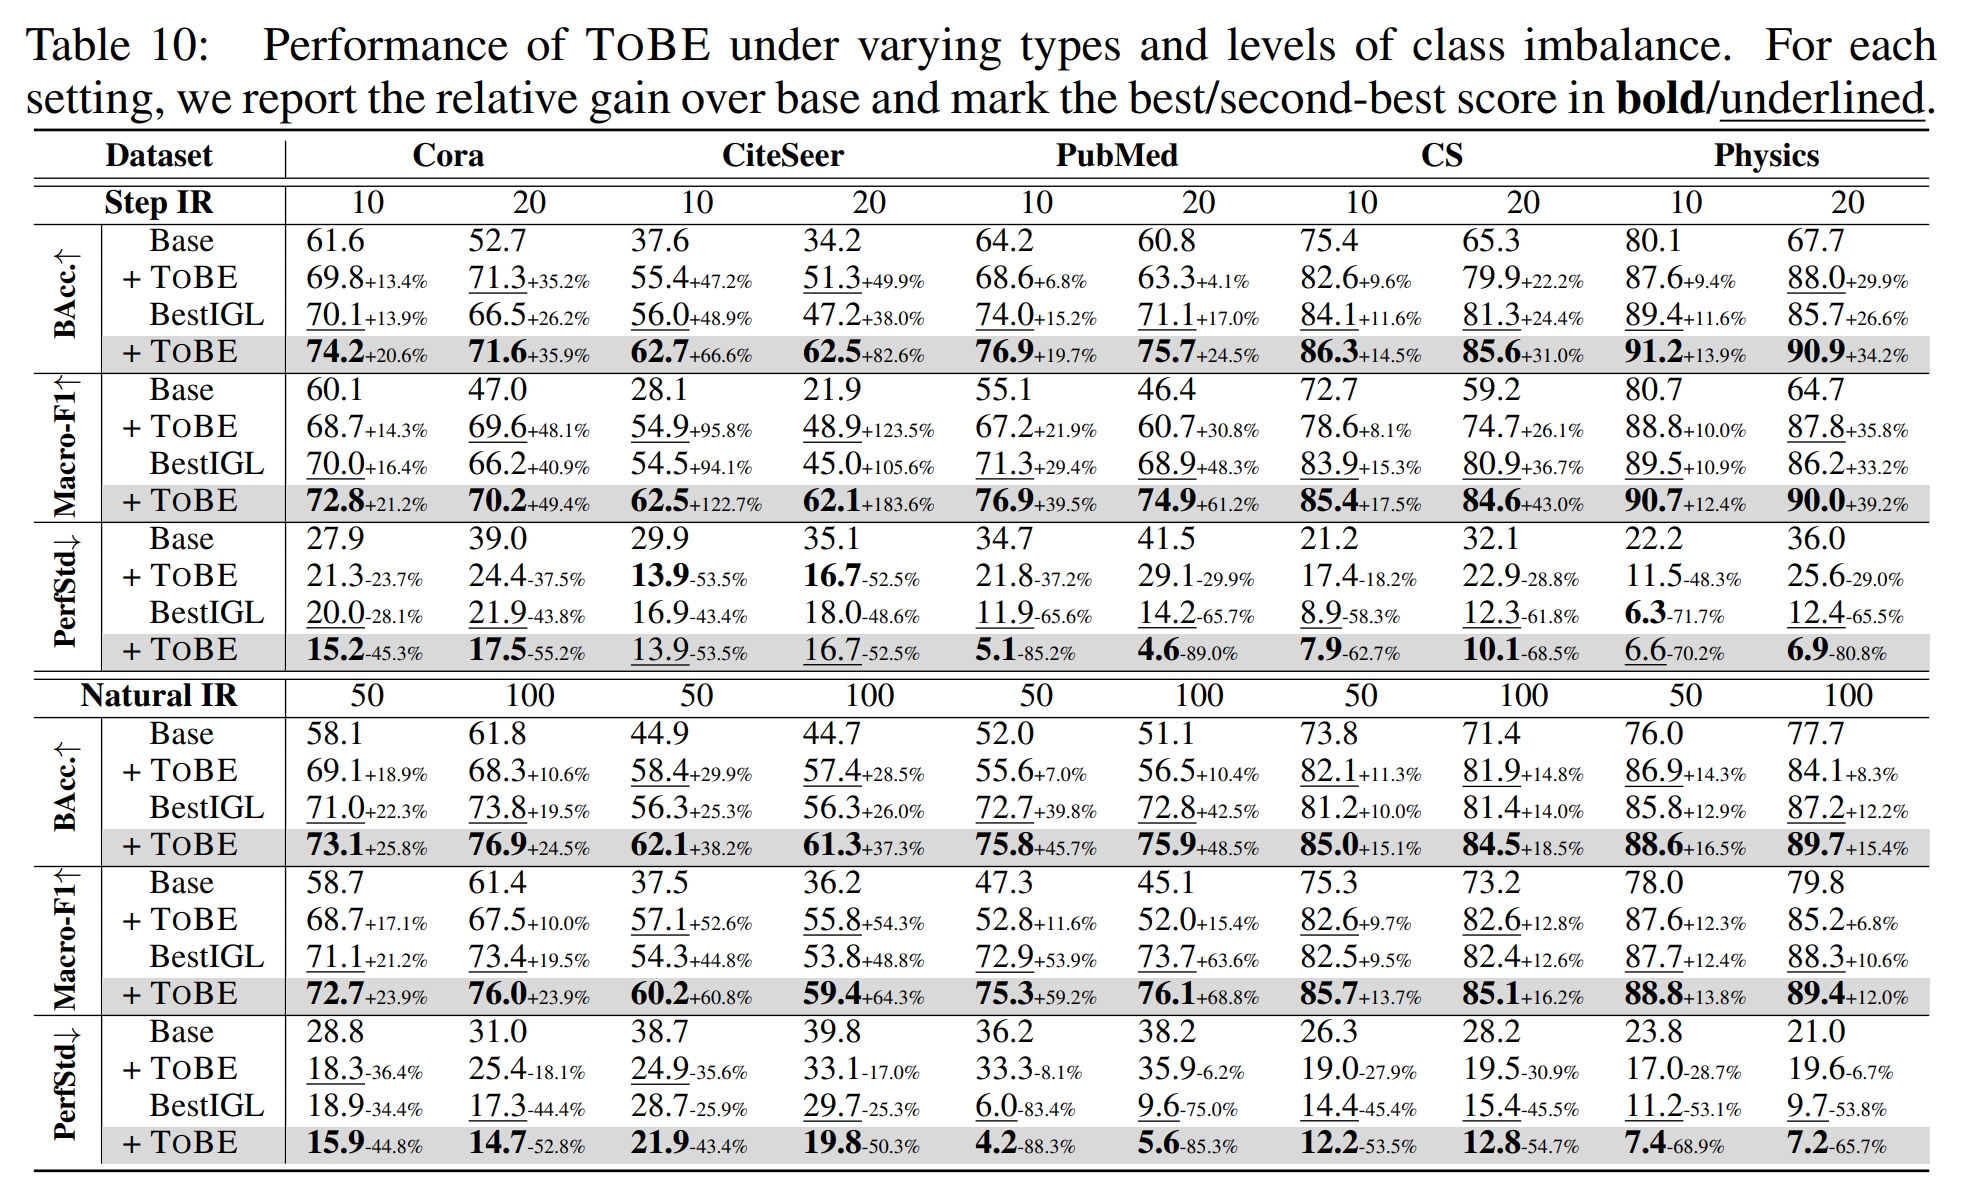 Table 10: Performance of TOBE under varying types and levels of class imbalance. For each
setting, we report the relative gain over base and mark the best/second-best score in bold/underlined.
Dataset Cora CiteSeer PubMed CS Physics
Step IR 10 20 10 20 10 20 10 20 10 20
BAcc.↑
Base 61.6 52.7 37.6 34.2 64.2 60.8 75.4 65.3 80.1 67.7
+ TOBE 69.8+13.4% 71.3+35.2% 55.4+47.2% 51.3+49.9% 68.6+6.8% 63.3+4.1% 82.6+9.6% 79.9+22.2% 87.6+9.4% 88.0+29.9%
BestIGL 70.1+13.9% 66.5+26.2% 56.0+48.9% 47.2+38.0% 74.0+15.2% 71.1+17.0% 84.1+11.6% 81.3+24.4% 89.4+11.6% 85.7+26.6%
+ TOBE 74.2+20.6% 71.6+35.9% 62.7+66.6% 62.5+82.6% 76.9+19.7% 75.7+24.5% 86.3+14.5% 85.6+31.0% 91.2+13.9% 90.9+34.2%
Macro-F1↑
Base 60.1 47.0 28.1 21.9 55.1 46.4 72.7 59.2 80.7 64.7
+ TOBE 68.7+14.3% 69.6+48.1% 54.9+95.8% 48.9+123.5% 67.2+21.9% 60.7+30.8% 78.6+8.1% 74.7+26.1% 88.8+10.0% 87.8+35.8%
BestIGL 70.0+16.4% 66.2+40.9% 54.5+94.1% 45.0+105.6% 71.3+29.4% 68.9+48.3% 83.9+15.3% 80.9+36.7% 89.5+10.9% 86.2+33.2%
+ TOBE 72.8+21.2% 70.2+49.4% 62.5+122.7% 62.1+183.6% 76.9+39.5% 74.9+61.2% 85.4+17.5% 84.6+43.0% 90.7+12.4% 90.0+39.2%
PerfStd↓
Base 27.9 39.0 29.9 35.1 34.7 41.5 21.2 32.1 22.2 36.0
+ TOBE 21.3-23.7% 24.4-37.5% 13.9-53.5% 16.7-52.5% 21.8-37.2% 29.1-29.9% 17.4-18.2% 22.9-28.8% 11.5-48.3% 25.6-29.0%
BestIGL 20.0-28.1% 21.9-43.8% 16.9-43.4% 18.0-48.6% 11.9-65.6% 14.2-65.7% 8.9-58.3% 12.3-61.8% 6.3-71.7% 12.4-65.5%
+ TOBE 15.2-45.3% 17.5-55.2% 13.9-53.5% 16.7-52.5% 5.1-85.2% 4.6-89.0% 7.9-62.7% 10.1-68.5% 6.6-70.2% 6.9-80.8%
Natural IR 50 100 50 100 50 100 50 100 50 100
BAcc.↑
Base 58.1 61.8 44.9 44.7 52.0 51.1 73.8 71.4 76.0 77.7
+ TOBE 69.1+18.9% 68.3+10.6% 58.4+29.9% 57.4+28.5% 55.6+7.0% 56.5+10.4% 82.1+11.3% 81.9+14.8% 86.9+14.3% 84.1+8.3%
BestIGL 71.0+22.3% 73.8+19.5% 56.3+25.3% 56.3+26.0% 72.7+39.8% 72.8+42.5% 81.2+10.0% 81.4+14.0% 85.8+12.9% 87.2+12.2%
+ TOBE 73.1+25.8% 76.9+24.5% 62.1+38.2% 61.3+37.3% 75.8+45.7% 75.9+48.5% 85.0+15.1% 84.5+18.5% 88.6+16.5% 89.7+15.4%
Macro-F1↑
Base 58.7 61.4 37.5 36.2 47.3 45.1 75.3 73.2 78.0 79.8
+ TOBE 68.7+17.1% 67.5+10.0% 57.1+52.6% 55.8+54.3% 52.8+11.6% 52.0+15.4% 82.6+9.7% 82.6+12.8% 87.6+12.3% 85.2+6.8%
BestIGL 71.1+21.2% 73.4+19.5% 54.3+44.8% 53.8+48.8% 72.9+53.9% 73.7+63.6% 82.5+9.5% 82.4+12.6% 87.7+12.4% 88.3+10.6%
+ TOBE 72.7+23.9% 76.0+23.9% 60.2+60.8% 59.4+64.3% 75.3+59.2% 76.1+68.8% 85.7+13.7% 85.1+16.2% 88.8+13.8% 89.4+12.0%
PerfStd↓
Base 28.8 31.0 38.7 39.8 36.2 38.2 26.3 28.2 23.8 21.0
+ TOBE 18.3-36.4% 25.4-18.1% 24.9-35.6% 33.1-17.0% 33.3-8.1% 35.9-6.2% 19.0-27.9% 19.5-30.9% 17.0-28.7% 19.6-6.7%
BestIGL 18.9-34.4% 17.3-44.4% 28.7-25.9% 29.7-25.3% 6.0-83.4% 9.6-75.0% 14.4-45.4% 15.4-45.5% 11.2-53.1% 9.7-53.8%
+ TOBE 15.9-44.8% 14.7-52.8% 21.9-43.4% 19.8-50.3% 4.2-88.3% 5.6-85.3% 12.2-53.5% 12.8-54.7% 7.4-68.9% 7.2-65.7%